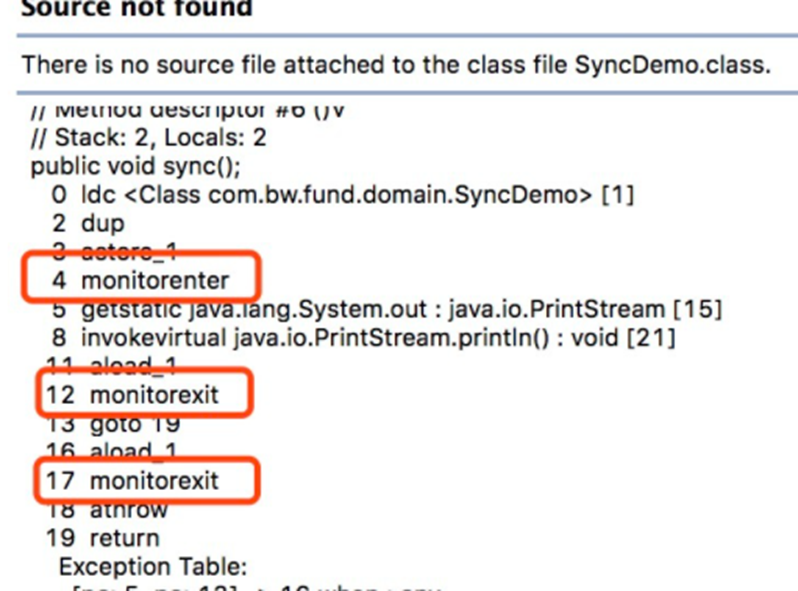 Source not found
There is no source file attached to the class file SyncDemo.class.
// Method descriptor #6 ()V
// Stack: 2, Locals: 2
public void sync();
0 ldc <Class com.bw.fund.domain.SyncDemo> [1]
2 dup
3 astore_1
4 monitorenter
5 getstatic java.lang.System.out : java.io.PrintStream [15]
8 invokevirtual java.io.PrintStream.println() : void [21]
11 aload_1
12 monitorexit
13 goto 19
16 aload_1
17 monitorexit
18 athrow
19 return
Exception Table: